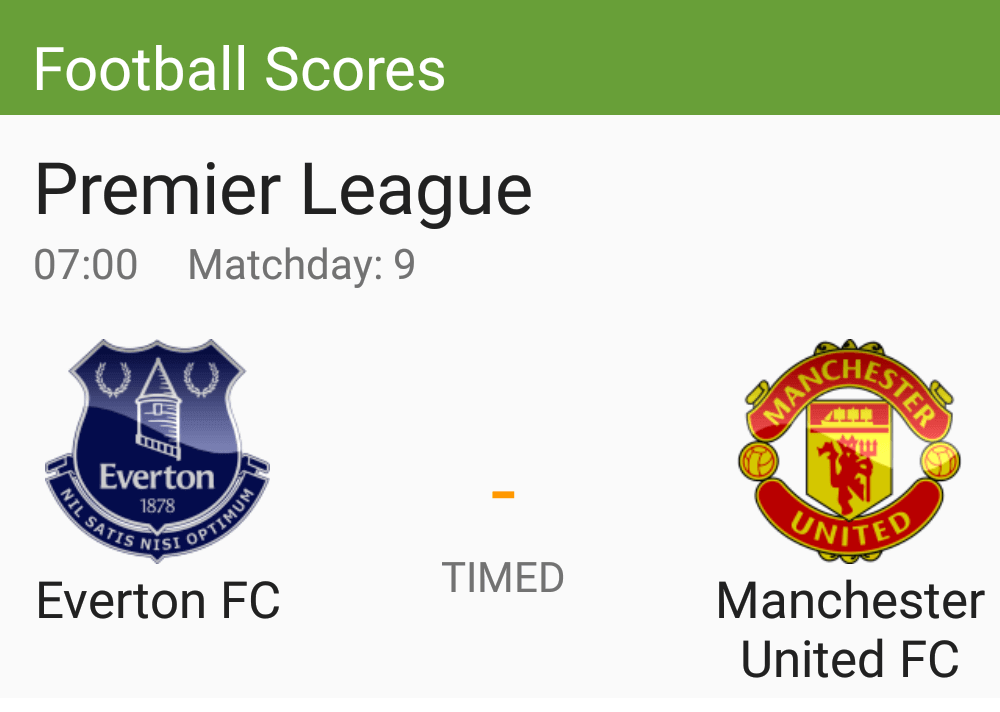 Football Scores
Premier League
07:00 Matchday: 9
Everton
1878
NIL SATIS NISI OPTIMUM
MANCHESTER
UNITED
-
TIMED
Everton FC
Manchester
United FC